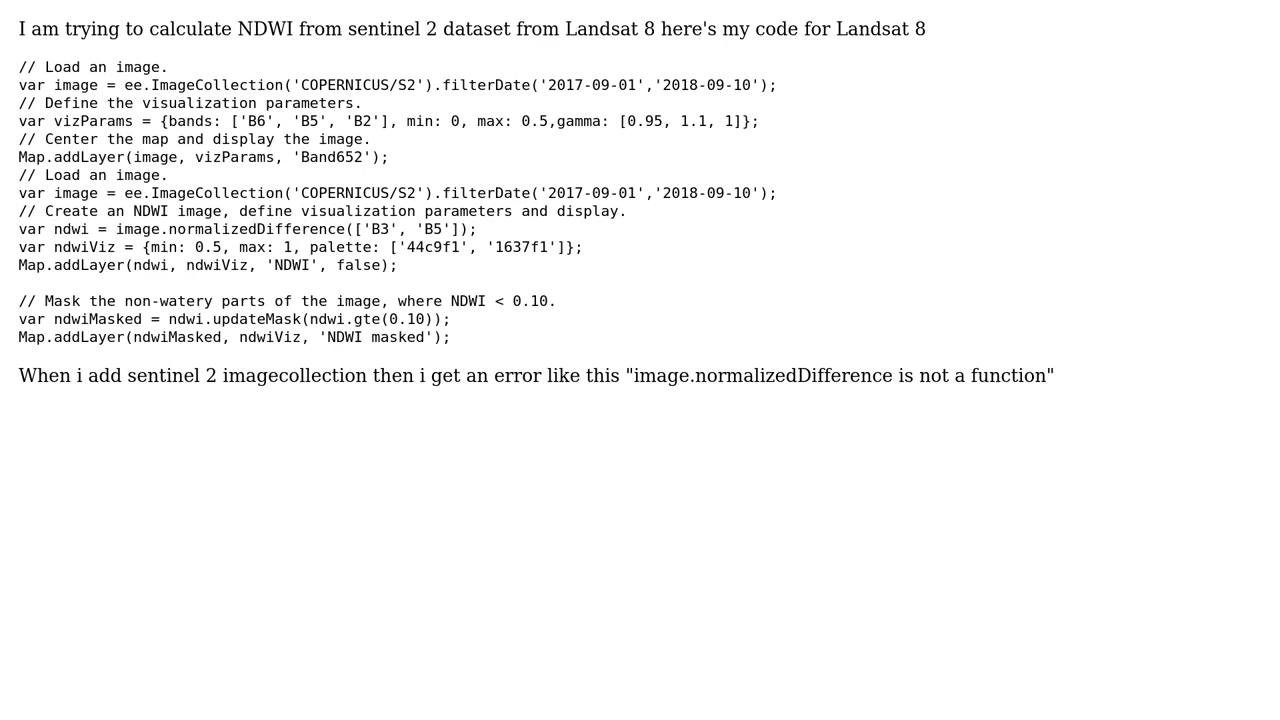 I am trying to calculate NDWI from sentinel 2 dataset from Landsat 8 here's my code for Landsat 8
// Load an image.
var image = ee.ImageCollection('COPERNICUS/S2').filterDate('2017-09-01','2018-09-10');
// Define the visualization parameters.
var vizParams = {bands: ['B6', 'B5', 'B2'], min: 0, max: 0.5,gamma: [0.95, 1.1, 1]};
// Center the map and display the image.
Map.addLayer(image, vizParams, 'Band652');
// Load an image.
var image = ee.ImageCollection('COPERNICUS/S2').filterDate('2017-09-01','2018-09-10');
// Create an NDWI image, define visualization parameters and display.
var ndwi = image.normalizedDifference(['B3', 'B5']);
var ndwiViz = {min: 0.5, max: 1, palette: ['44c9f1', '1637f1']};
Map.addLayer(ndwi, ndwiViz, 'NDWI', false);
// Mask the non-watery parts of the image, where NDWI < 0.10.
var ndwiMasked = ndwi.updateMask(ndwi.gte(0.10));
Map.addLayer(ndwiMasked, ndwiViz, 'NDWI masked');
When i add sentinel 2 imagecollection then i get an error like this "image.normalizedDifference is not a function"